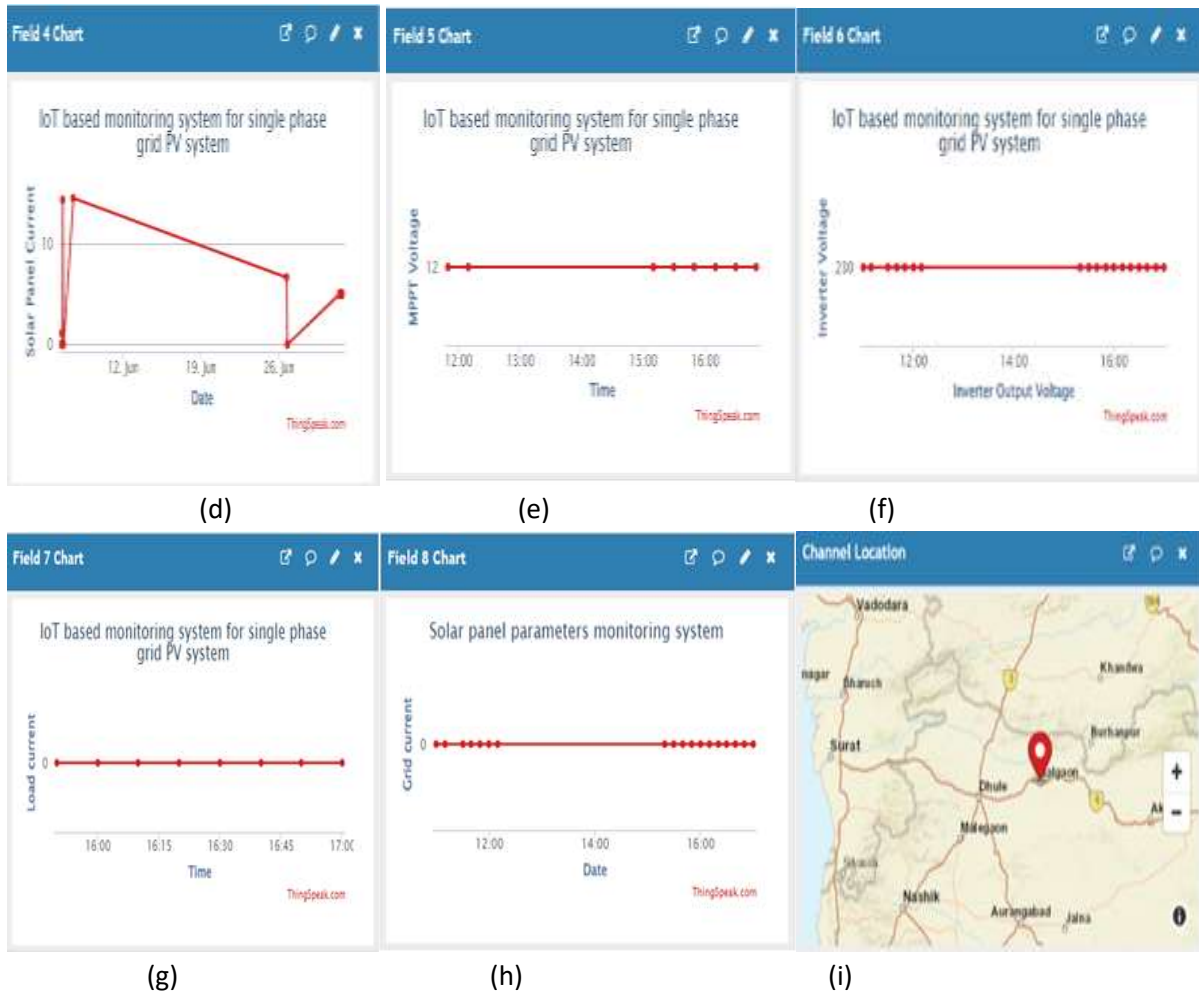 Field 4 Chart
IoT based monitoring system for single phase
grid PV system
Solar Panel Current
10
0
12. Jun
19. Jun
26. Jun
Date
ThingSpeak.com
(d)
Field 5 Chart
IoT based monitoring system for single phase
grid PV system
MPPT Voltage
12
12:00
13:00
14:00
15:00
16:00
Time
ThingSpeak.com
(e)
Field 6 Chart
IoT based monitoring system for single phase
grid PV system
Inverter Voltage
12:00
14:00
16:00
Inverter Output Voltage
ThingSpeak.com
(f)
Field 7 Chart
IoT based monitoring system for single phase
grid PV system
Load current
0
16:00
16:15
16:30
16:45
17:00
Time
ThingSpeak.com
(g)
Field 8 Chart
Solar panel parameters monitoring system
Grid current
0
12:00
14:00
16:00
Date
ThingSpeak.com
(h)
Channel Location
Vadodara
nagar
Bharuch
Khandwa
3
Burhanpur
Surat
Jalgaon
Dhule
6
Ak
Malegaon
Nashik
Aurangabad
Jalna
+
−
(i)